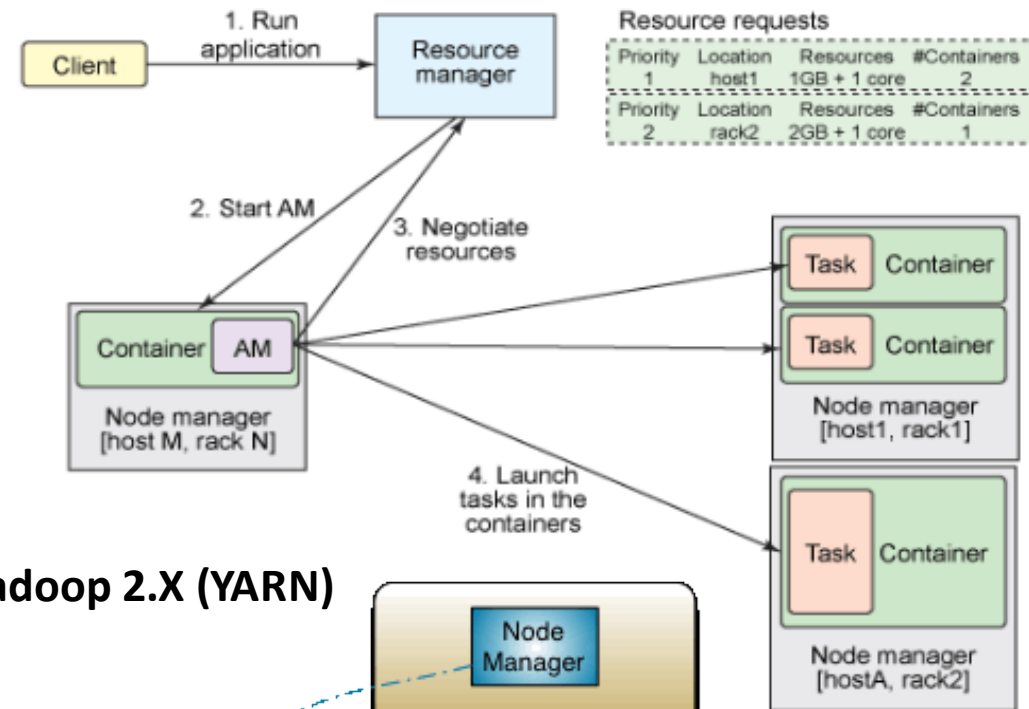 1. Run
application
Client
Resource
manager
Resource requests
Priority Location Resources #Containers
1 host1 1GB + 1 core 2
Priority Location Resources #Containers
2 rack2 2GB + 1 core 1
2. Start AM
3. Negotiate
resources
Container AM
Node manager
[host M, rack N]
Task Container
Task Container
Node manager
[host1, rack1]
4. Launch
tasks in the
containers
Task Container
Node manager
[hostA, rack2]
adoop 2.X (YARN)
Node
Manager